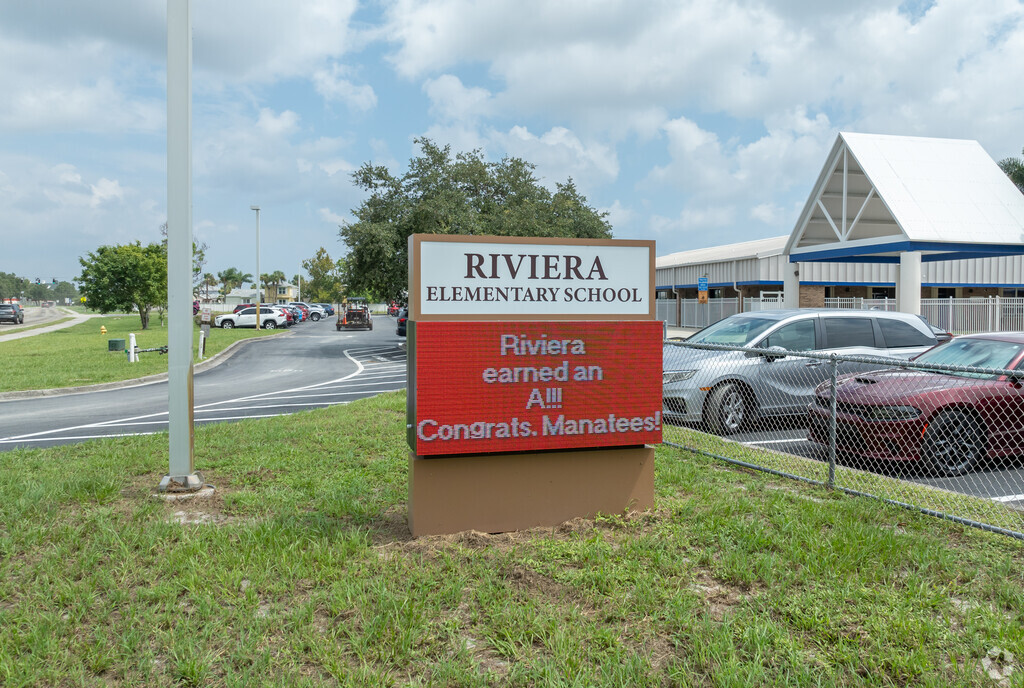 RIVIERA
ELEMENTARY SCHOOL
Riviera
earned an
A!!!
Congrats, Manatees!